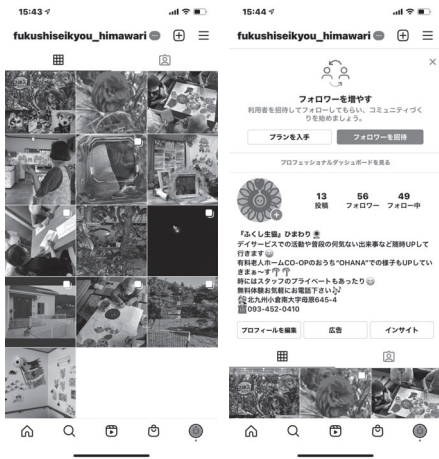 15:43
fukushiseikyou_himawari
15:44
fukushiseikyou_himawari
フォロワーを増やす
利用者を招待してフォローしてもらい、コミュニティづく
りを始めましょう。
プランを入手
フォロワーを招待
プロフェッショナルダッシュボードを見る
13
投稿
56
フォロワー
49
フォロー中
『ふくし生協』ひまわり
デイサービスでの活動や普段の何気ない出来事など随時UPして
行きます
有料老人ホームCO-OPのおうち"OHANA"での様子もUPしてい
きまぁ~す
時にはスタッフのプライベートもあったり
無料体験お気軽にお電話下さい
北九州小倉南大字母原645-4
093-452-0410
プロフィールを編集
広告
インサイト